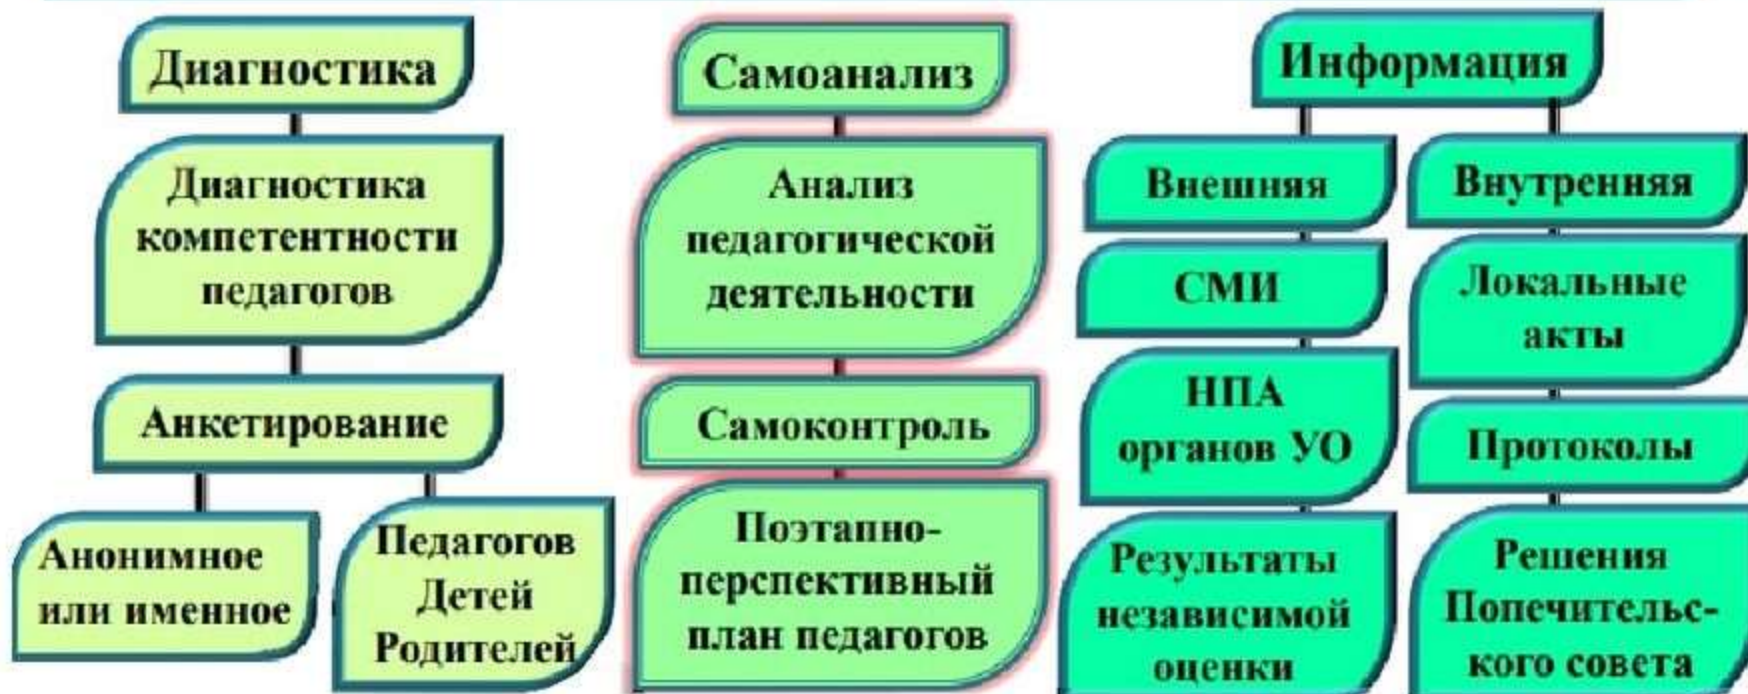 Диагностика
Диагностика
компетентности
педагогов
Анкетирование
Анонимное
или именное
Педагогов
Детей
Родителей
Самоанализ
Анализ
педагогической
деятельности
Самоконтроль
Поэтапно-
перспективный
план педагогов
Информация
Внешняя
СМИ
НПА
органов УО
Результаты
независимой
оценки
Внутренняя
Локальные
акты
Протоколы
Решения
Попечительс-
кого совета